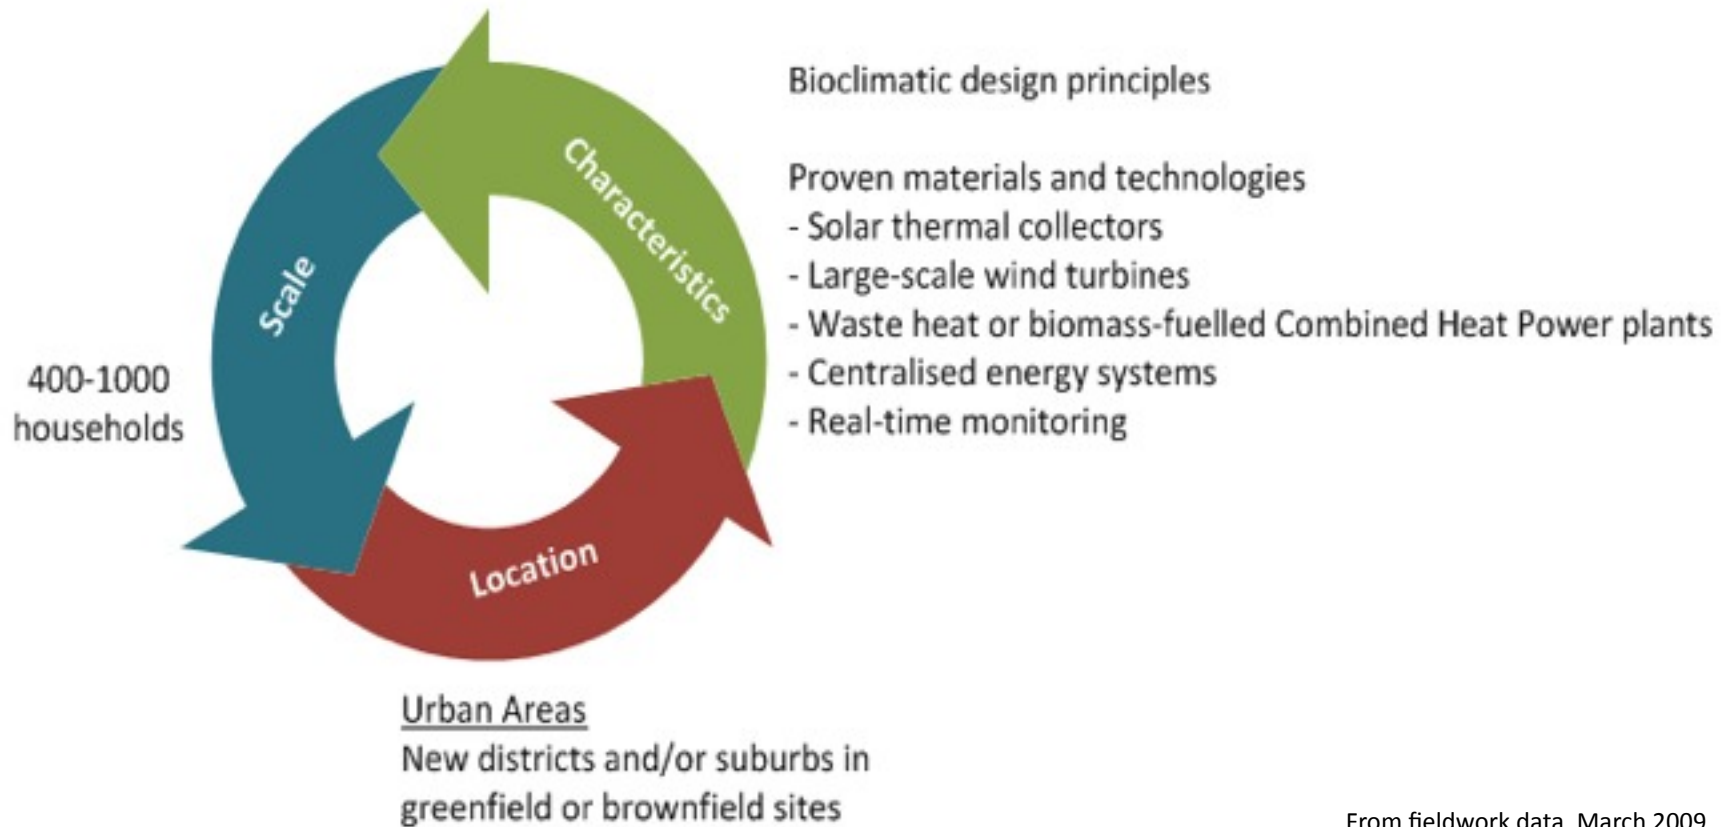 Bioclimatic design principles
Characteristics
Proven materials and technologies
- Solar thermal collectors
- Large-scale wind turbines
- Waste heat or biomass-fuelled Combined Heat Power plants
- Centralised energy systems
- Real-time monitoring
Scale
400-1000
households
Location
Urban Areas
New districts and/or suburbs in
greenfield or brownfield sites
From fieldwork data, March 2009